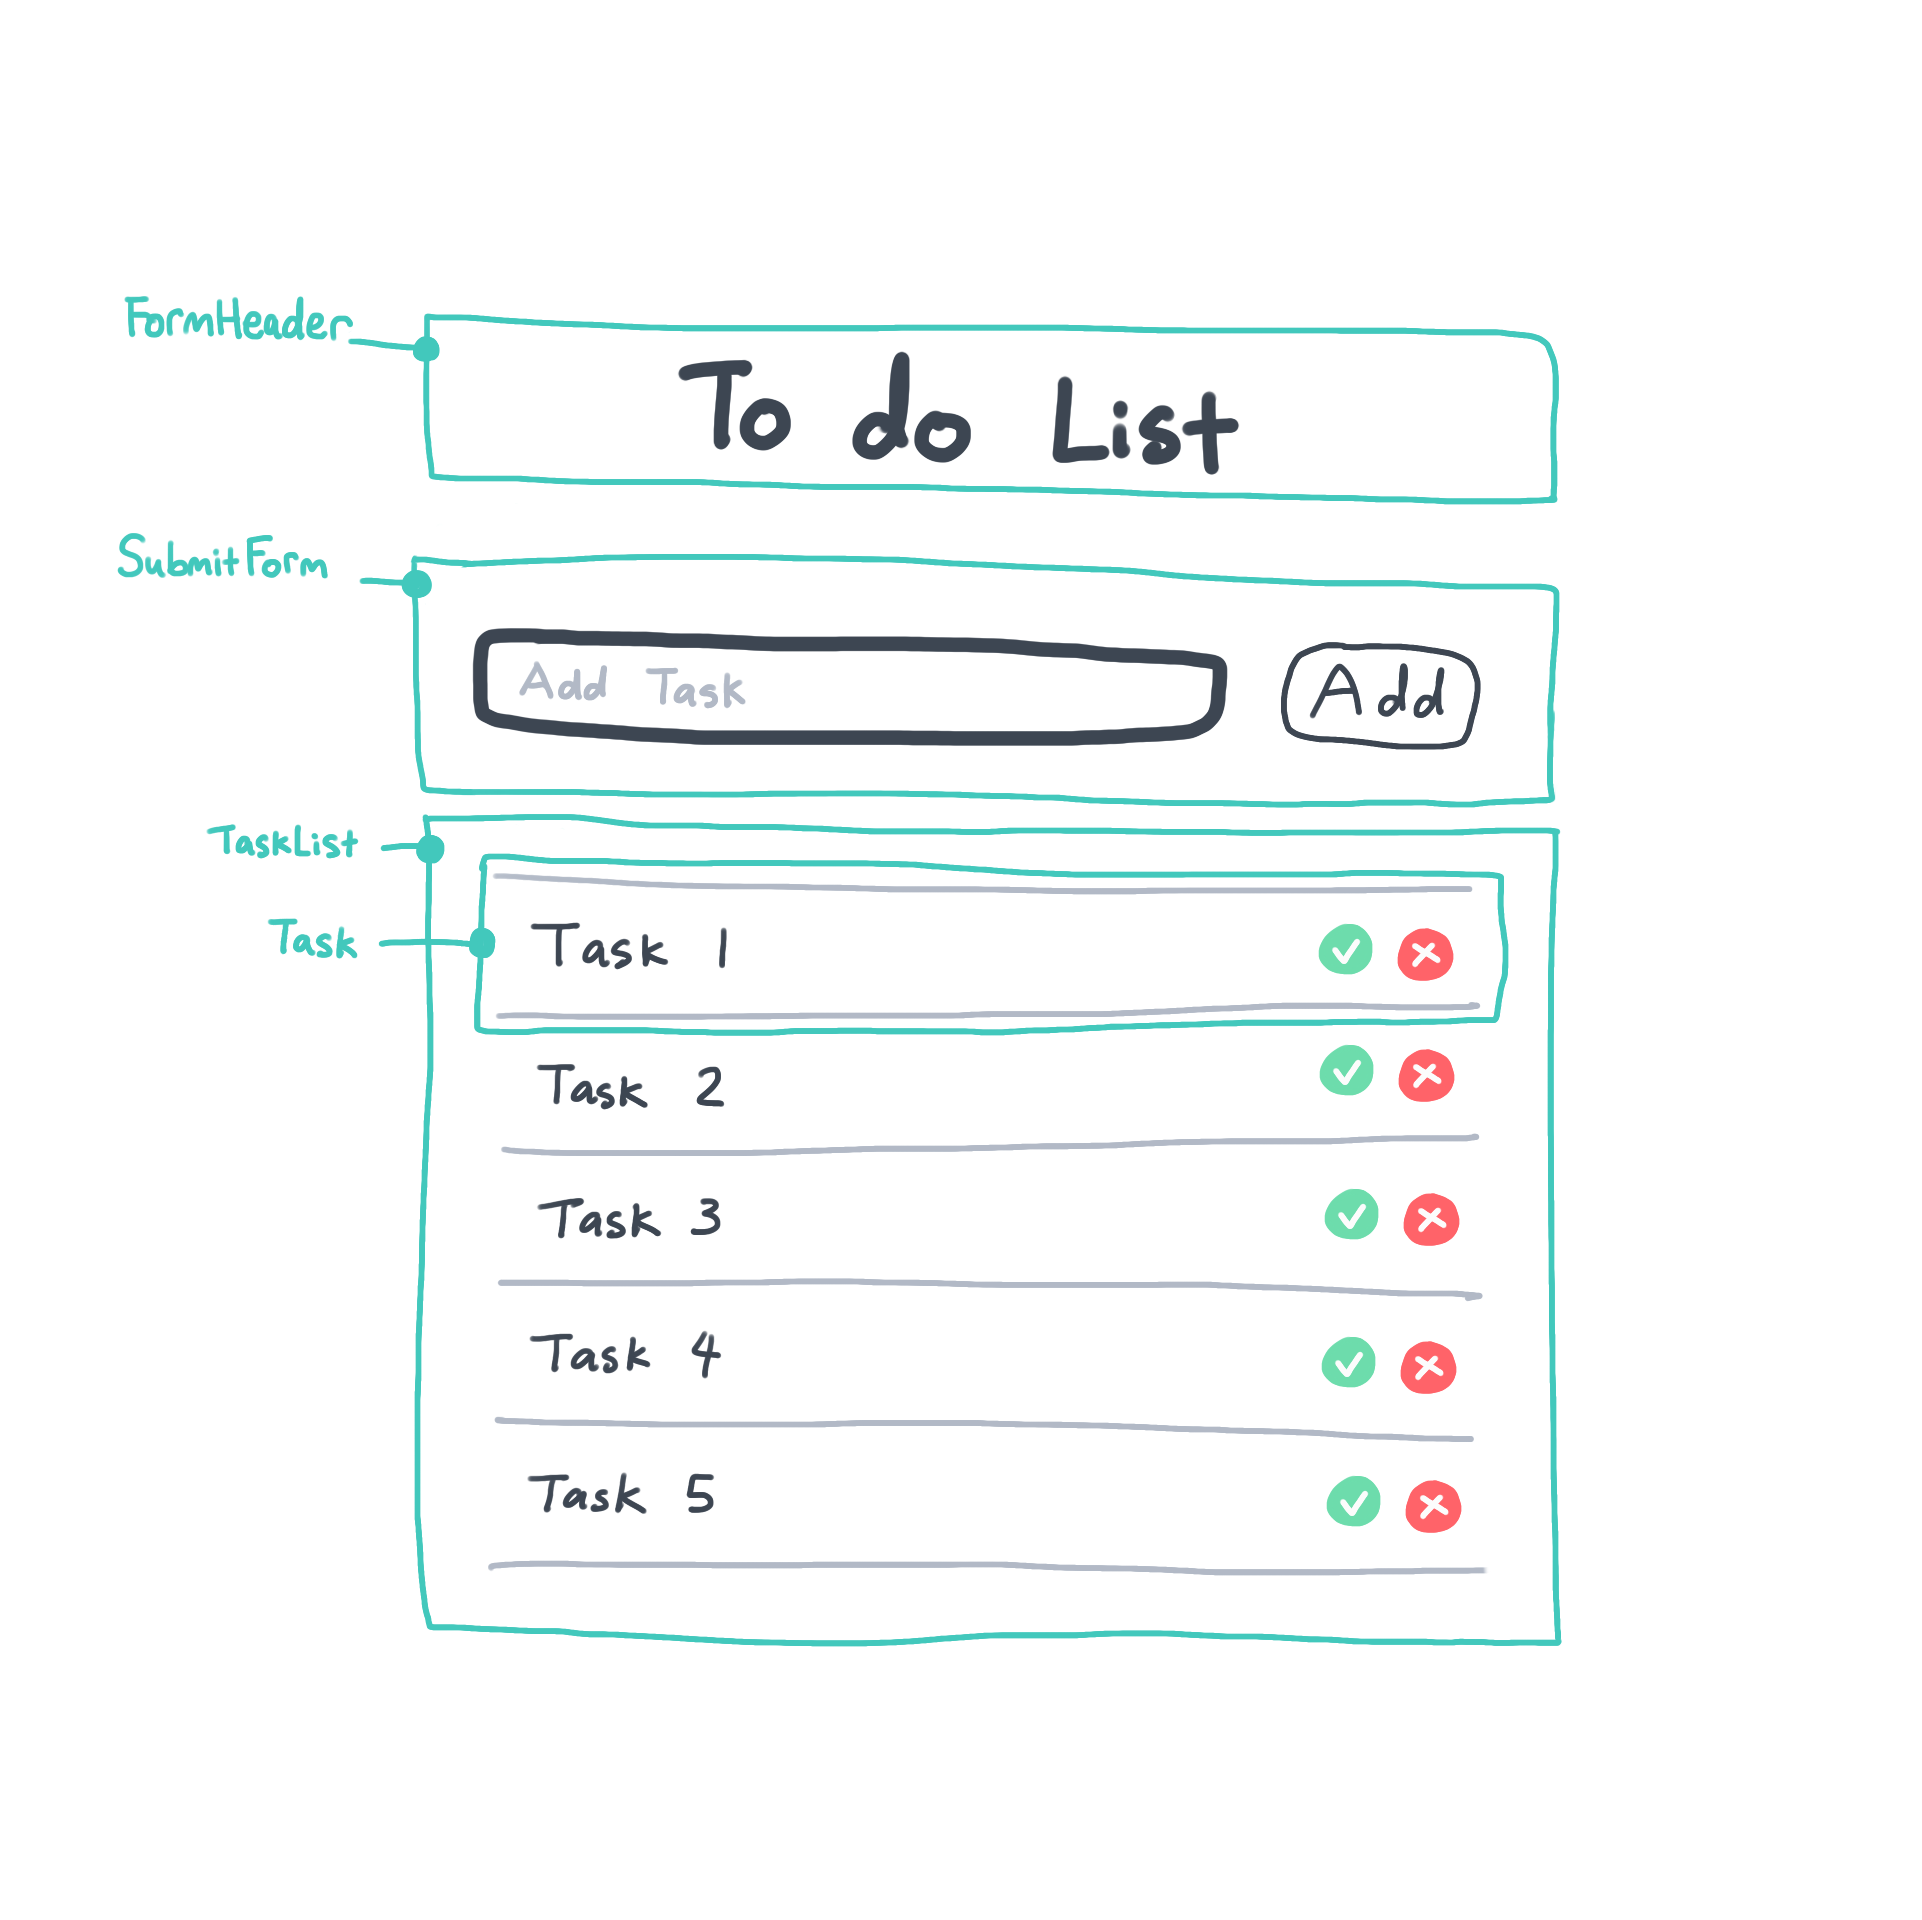 FormHeader
To do List
SubmitForm
Add Task
Add
TaskList
Task
Task 1
Task 2
Task 3
Task 4
Task 5